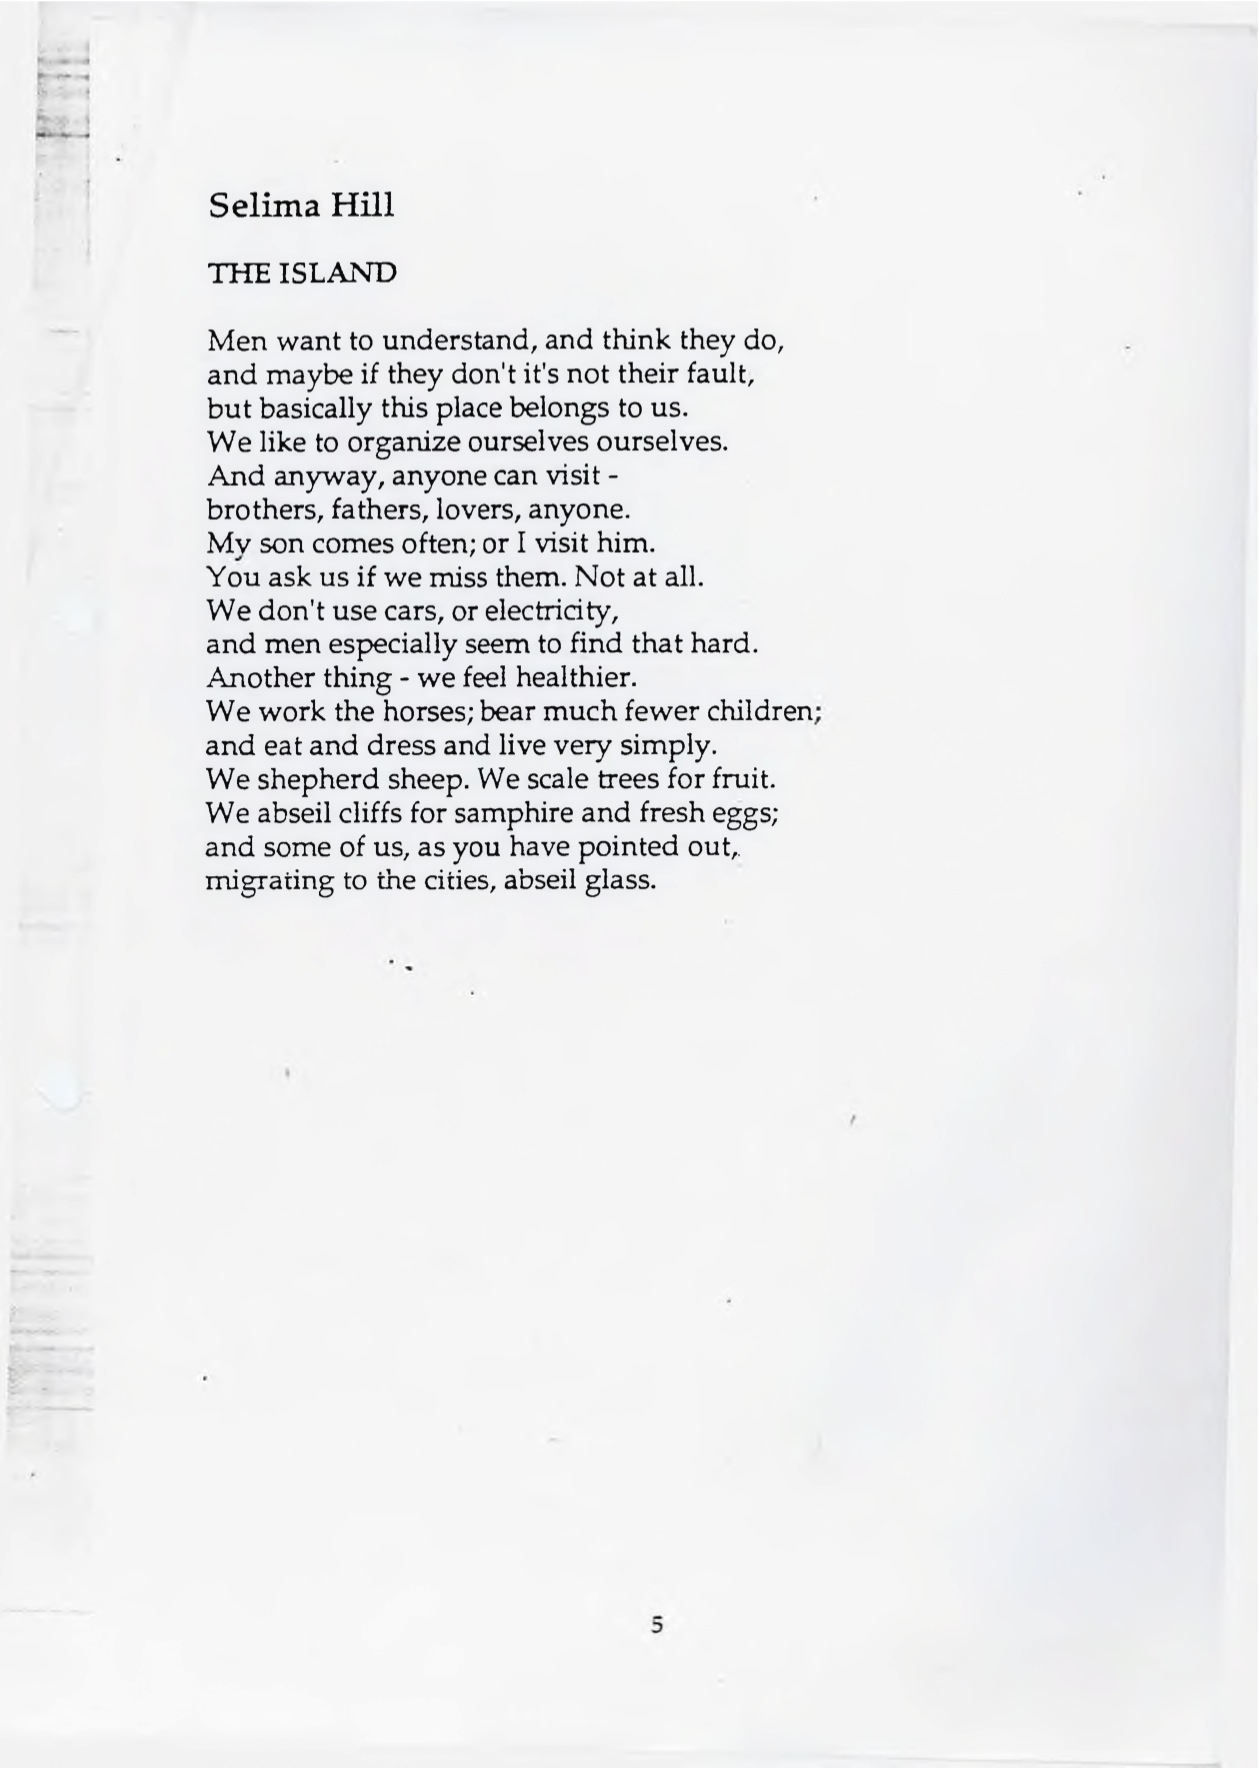 Selima Hill
THE ISLAND
Men want to understand, and think they do,
and maybe if they don't it's not their fault,
but basically this place belongs to us.
We like to organize ourselves ourselves.
And anyway, anyone can visit -
brothers, fathers, lovers, anyone.
My son comes often; or I visit him.
You ask us if we miss them. Not at all.
We don't use cars, or electricity,
and men especially seem to find that hard.
Another thing - we feel healthier.
We work the horses; bear much fewer children;
and eat and dress and live very simply.
We shepherd sheep. We scale trees for fruit.
We abseil cliffs for samphire and fresh eggs;
and some of us, as you have pointed out,
migrating to the cities, abseil glass.
5